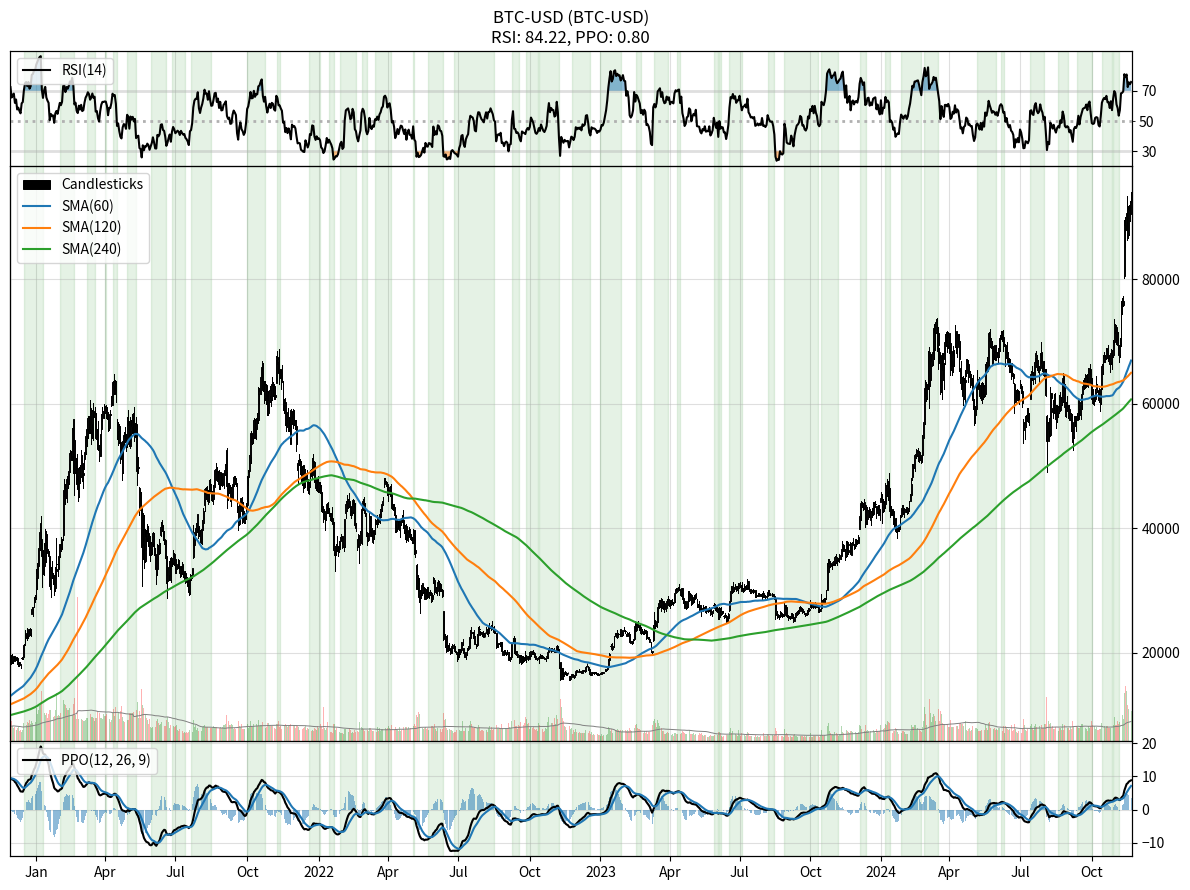 BTC-USD (BTC-USD)
RSI: 84.22, PPO: 0.80
RSI(14)
70
50
30
Candlesticks
SMA(60)
SMA(120)
SMA(240)
80000
60000
40000
20000
PPO(12, 26, 9)
20
10
0
−10
Jan Apr Jul Oct 2022 Apr Jul Oct 2023 Apr Jul Oct 2024 Apr Jul Oct